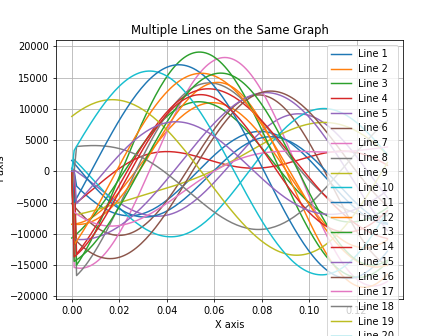 Multiple Lines on the Same Graph
20000
15000
10000
5000
0
−5000
−10000
−15000
−20000
0.00
0.02
0.04
0.06
0.08
0.10
X axis
Line 1
Line 2
Line 3
Line 4
Line 5
Line 6
Line 7
Line 8
Line 9
Line 10
Line 11
Line 12
Line 13
Line 14
Line 15
Line 16
Line 17
Line 18
Line 19
Line 20